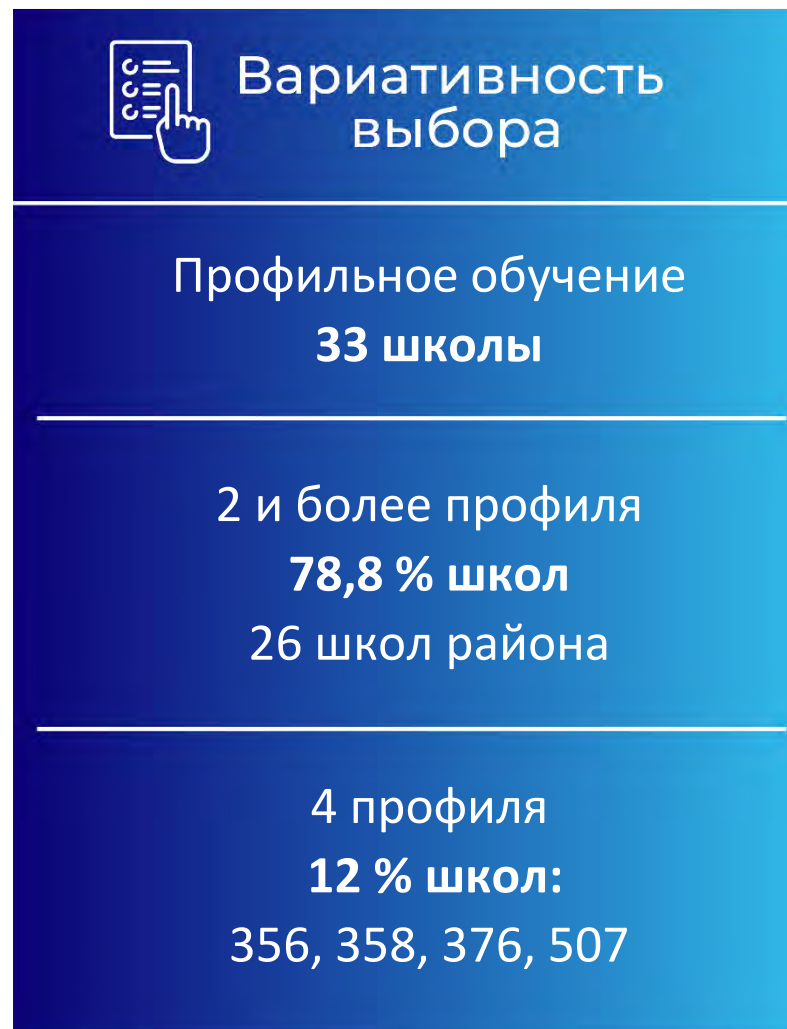 Вариативность
выбора
Профильное обучение
33 школы
2 и более профиля
78,8 % школ
26 школ района
4 профиля
12 % школ:
356, 358, 376, 507